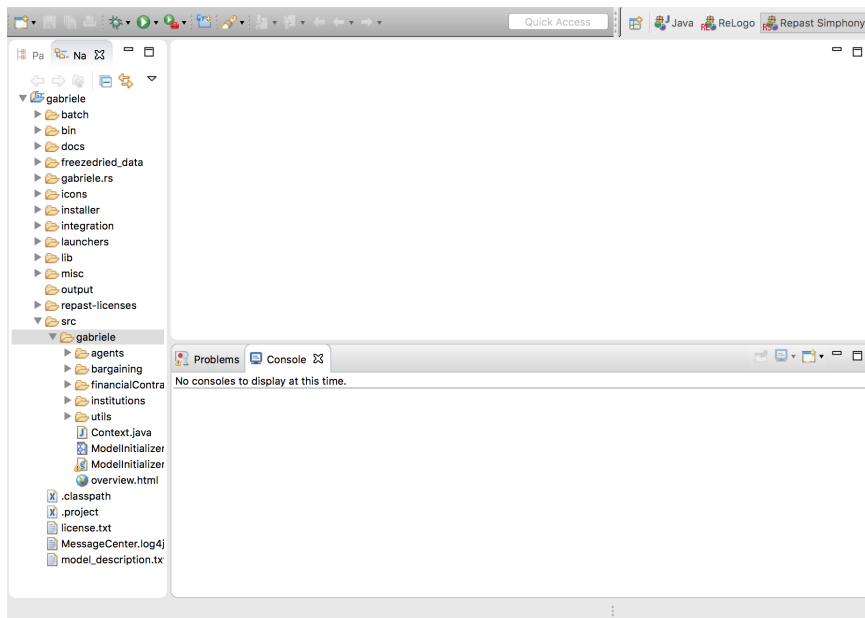 Quick Access
Java
ReLogo
Repast Simphony
Pa
Na
gabriele
batch
bin
docs
freezedried_data
gabriele.rs
icons
installer
integration
launchers
lib
misc
output
repast-licenses
src
gabriele
agents
bargaining
financialContra
institutions
utils
Context.java
ModelInitializer
ModelInitializer
overview.html
.classpath
.project
license.txt
MessageCenter.log4j
model_description.tx
Problems
Console
No consoles to display at this time.